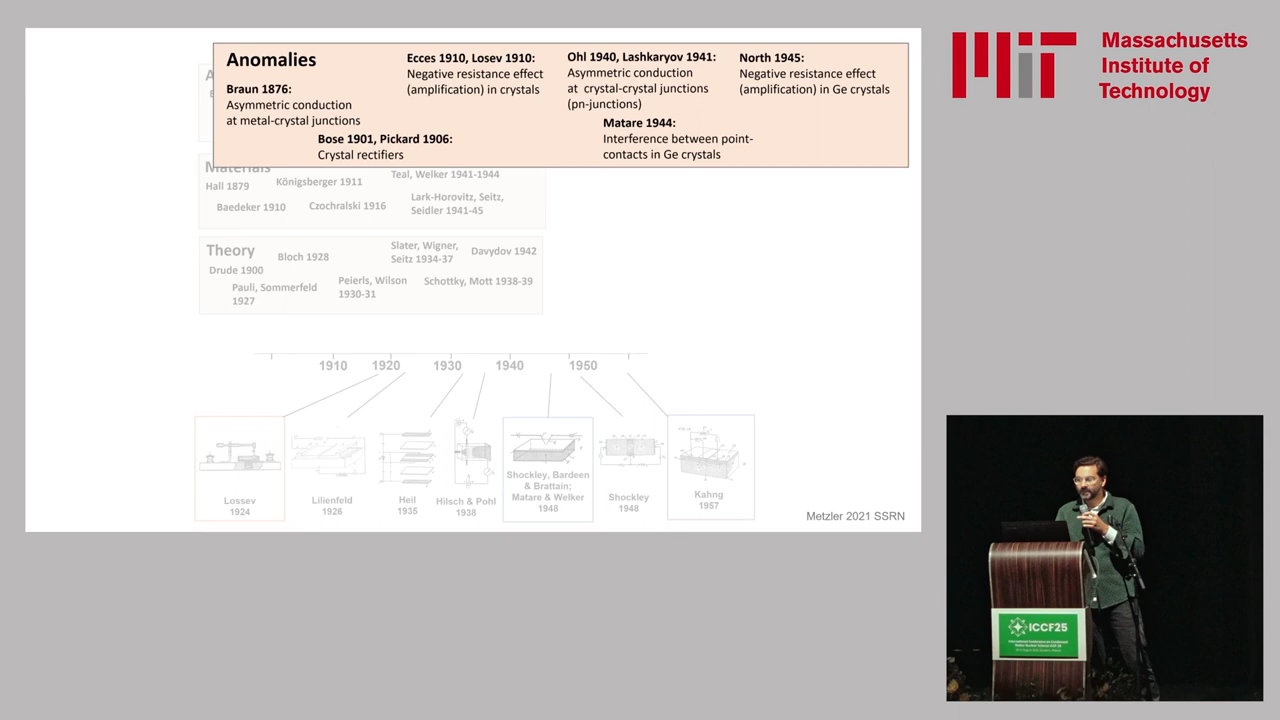 Anomalies
Braun 1876:
Asymmetric conduction
at metal-crystal junctions
Bose 1901, Pickard 1906:
Crystal rectifiers
Ecces 1910, Losev 1910:
Negative resistance effect
(amplification) in crystals
Ohl 1940, Lashkaryov 1941:
Asymmetric conduction
at crystal-crystal junctions
(pn-junctions)
Matare 1944:
Interference between point-
contacts in Ge crystals
North 1945:
Negative resistance effect
(amplification) in Ge crystals
Materials
Hall 1879
Königsberger 1911
Teal, Welker 1941-1944
Baedeker 1910
Czochralski 1916
Lark-Horovitz, Seitz,
Seidler 1941-45
Theory
Drude 1900
Bloch 1928
Slater, Wigner,
Seitz 1934-37
Davydov 1942
Pauli, Sommerfeld
1927
Peierls, Wilson
1930-31
Schottky, Mott 1938-39
1910 1920 1930 1940 1950
Lossev
1924
Lilienfeld
1926
Heil
1935
Hilsch & Pohl
1938
Shockley, Bardeen
& Brattain;
Matare & Welker
1948
Shockley
1948
Kahng
1957
Metzler 2021 SSRN
MIT
Massachusetts
Institute of
Technology
ICCF25